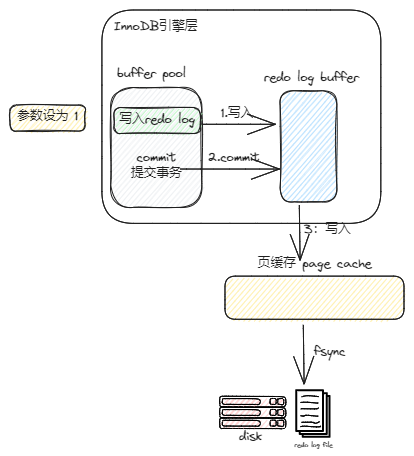 InnoDB引擎层
buffer pool
redo log buffer
参数设为 1
写入redo log
1.写入
commit
提交事务
2.commit
3：写入
页缓存 page cache
fsync
disk
redo log file